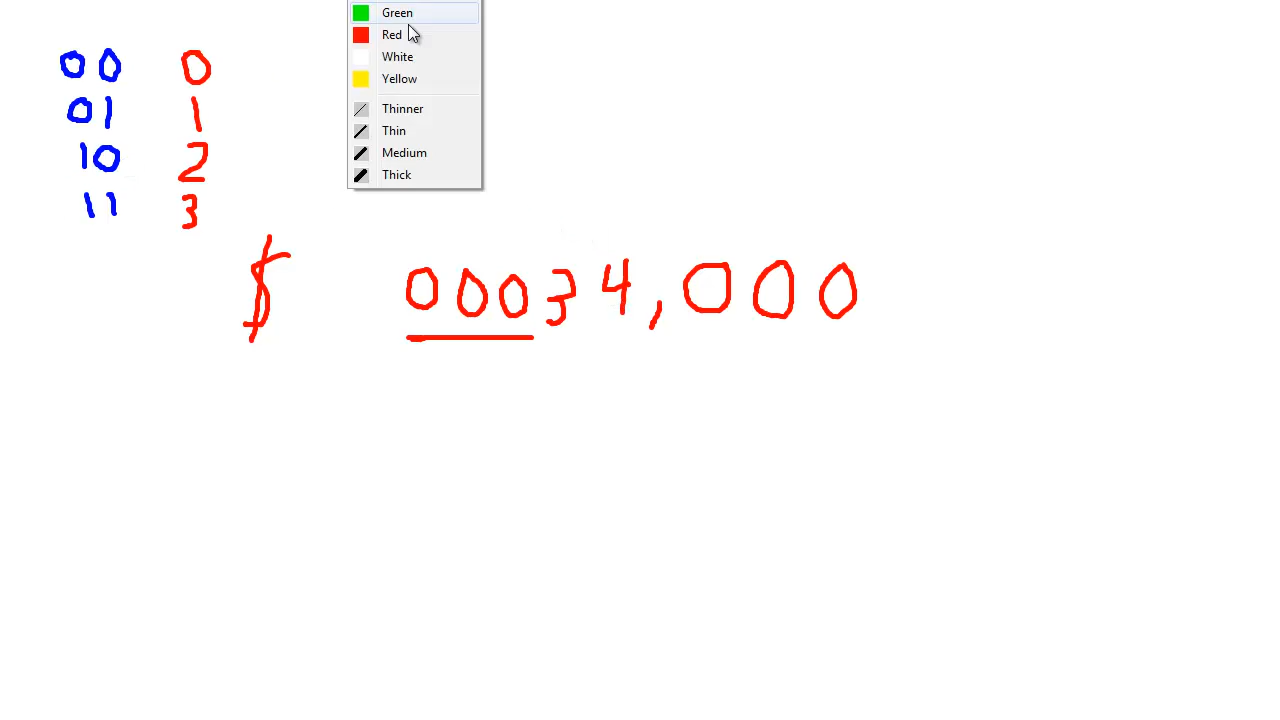 Green
Red
White
Yellow
Thinner
Thin
Medium
Thick
00 0
01 1
10 2
11 3
$ 00034,000